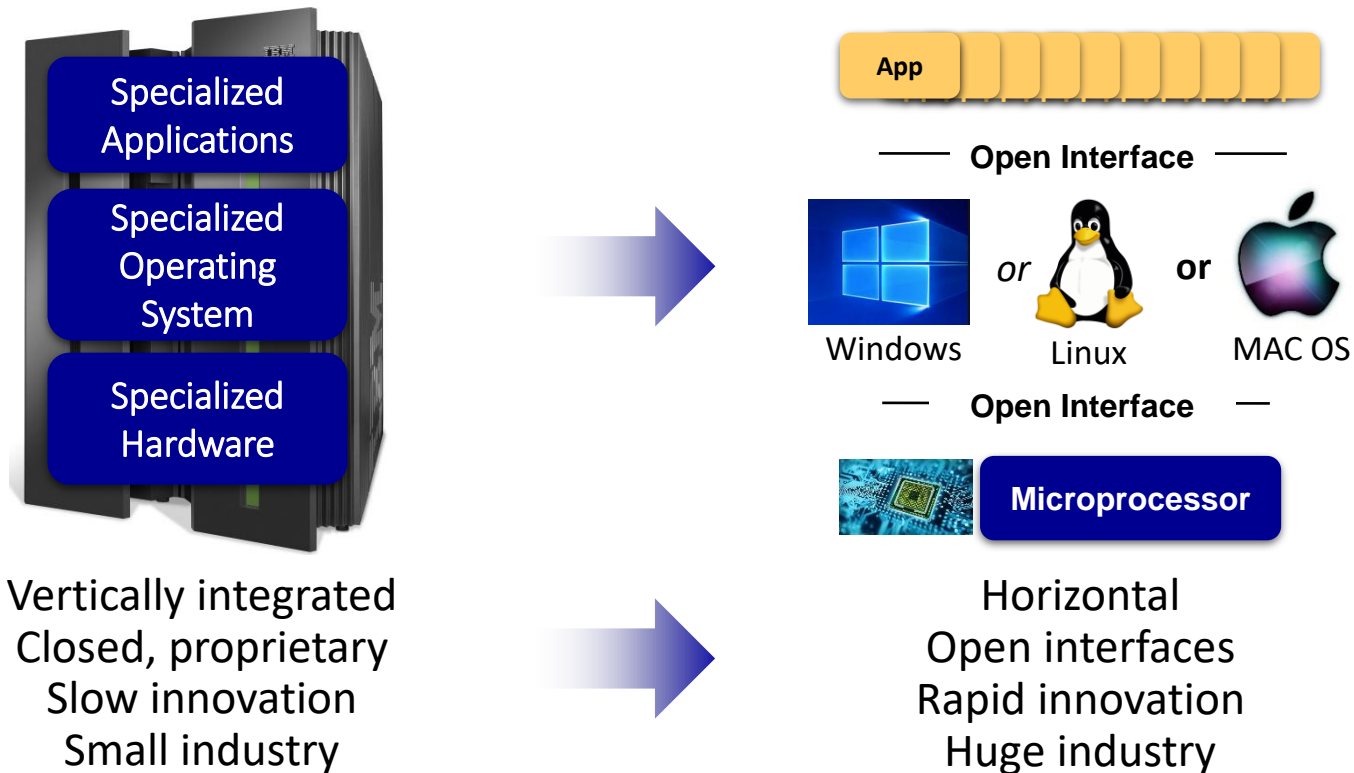 IBM
Specialized
Applications
Specialized
Operating
System
Specialized
Hardware
Vertically integrated
Closed, proprietary
Slow innovation
Small industry
App
Open Interface
or
or
Windows
Linux
MAC OS
Open Interface
Microprocessor
Horizontal
Open interfaces
Rapid innovation
Huge industry